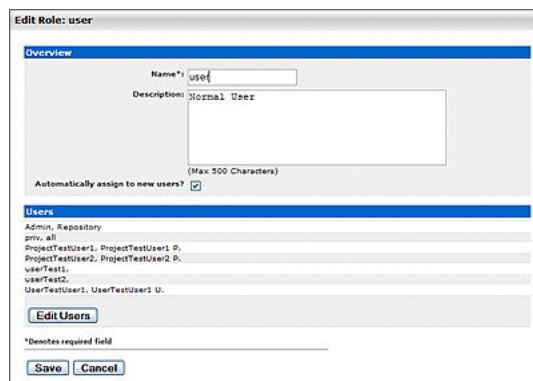 Edit Role: user
Overview
Name*: user
Description: Normal User
(Max 500 Characters)
Automatically assign to new users?
Users
Admin, Repository
priv, all
ProjectTestUser1, ProjectTestUser1 P.
ProjectTestUser2, ProjectTestUser2 P.
userTest1,
userTest2,
UserTestUser1, UserTestUser1 U.
Edit Users
*Denotes required field
Save Cancel